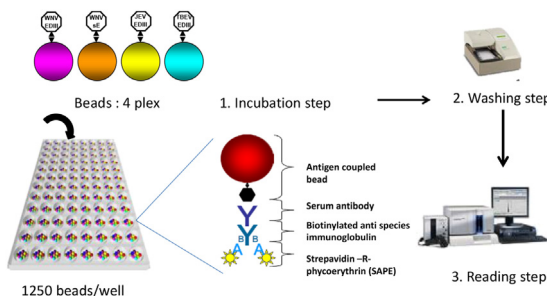 WNV
EDIII
WNV
sE
JEV
EDIII
TBEV
EDIII
Beads : 4 plex
1. Incubation step
2. Washing step
Antigen coupled
bead
Serum antibody
Biotinylated anti species
immunoglobulin
B B
A A
Strepavidin –R-
phycoerythrin (SAPE)
3. Reading step
1250 beads/well